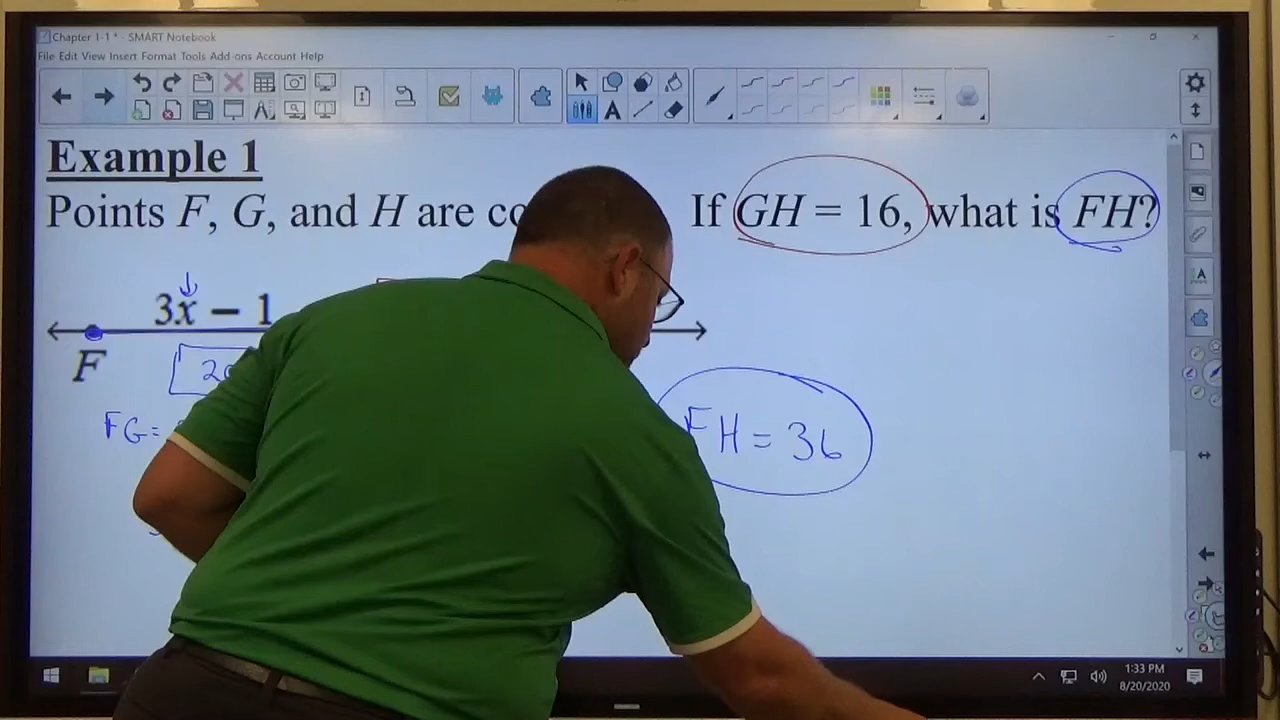 Chapter 1-1 * - SMART Notebook
File Edit View Insert Format Tools Add-ons Account Help
Example 1
Points F, G, and H are co If GH = 16, what is FH?
3x − 1
F
FG=
FH = 36
1:33 PM
8/20/2020